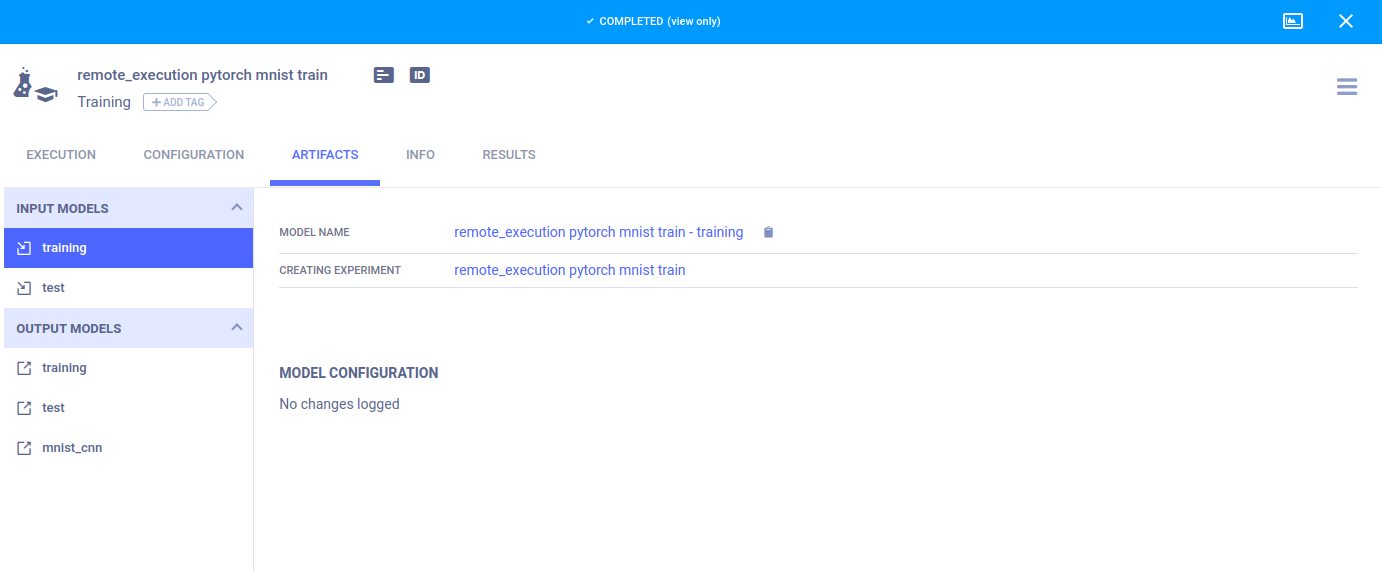 COMPLETED (view only)
remote_execution pytorch mnist train
ID
Training
ADD TAG
EXECUTION CONFIGURATION ARTIFACTS INFO RESULTS
INPUT MODELS
training
test
OUTPUT MODELS
training
test
mnist_cnn
MODEL NAME remote_execution pytorch mnist train - training
CREATING EXPERIMENT remote_execution pytorch mnist train
MODEL CONFIGURATION
No changes logged